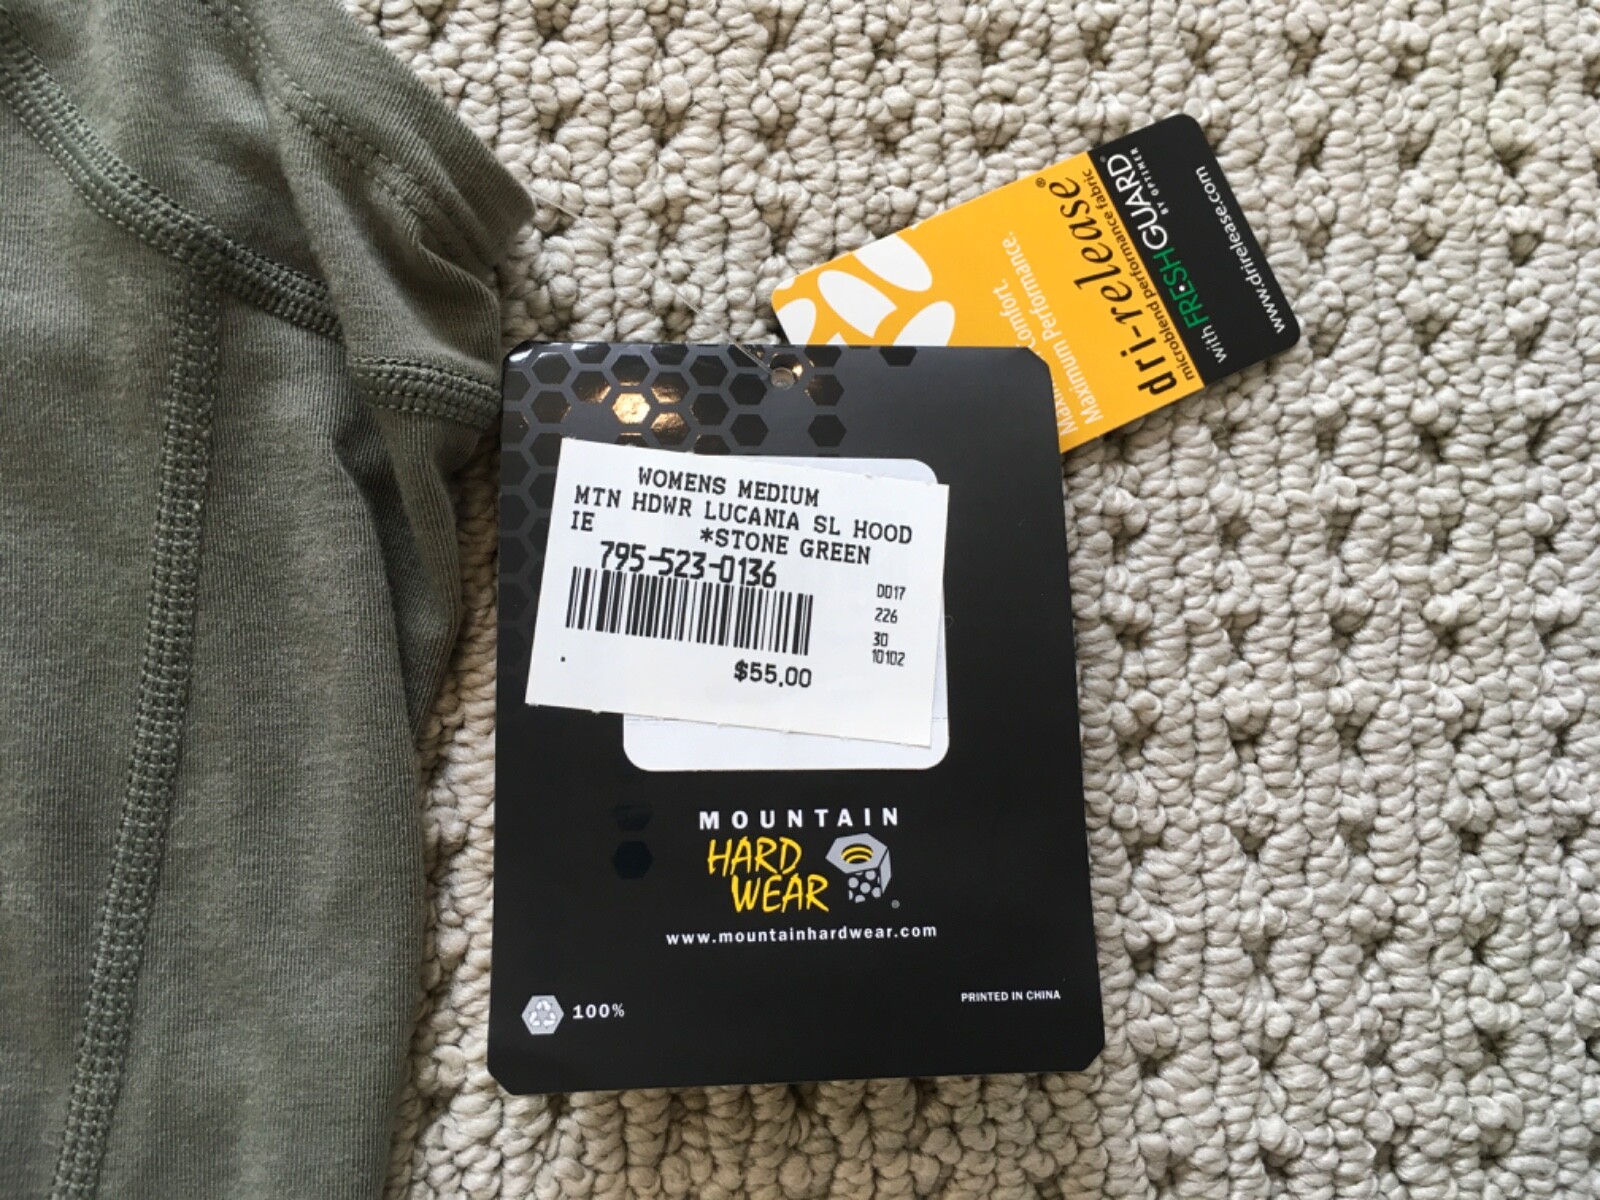 WOMENS MEDIUM
MTN HDWR LUCANIA SL HOOD
IE *STONE GREEN
795-523-0136
D017
226
30
10102
$55.00
MOUNTAIN
HARD
WEAR
www.mountainhardwear.com
100%
PRINTED IN CHINA
Comfort.
Maximum Performance.
dri-release®
microblend performance fabric
with FRESHGUARD®
BY OPTIMER
www.drirelease.com